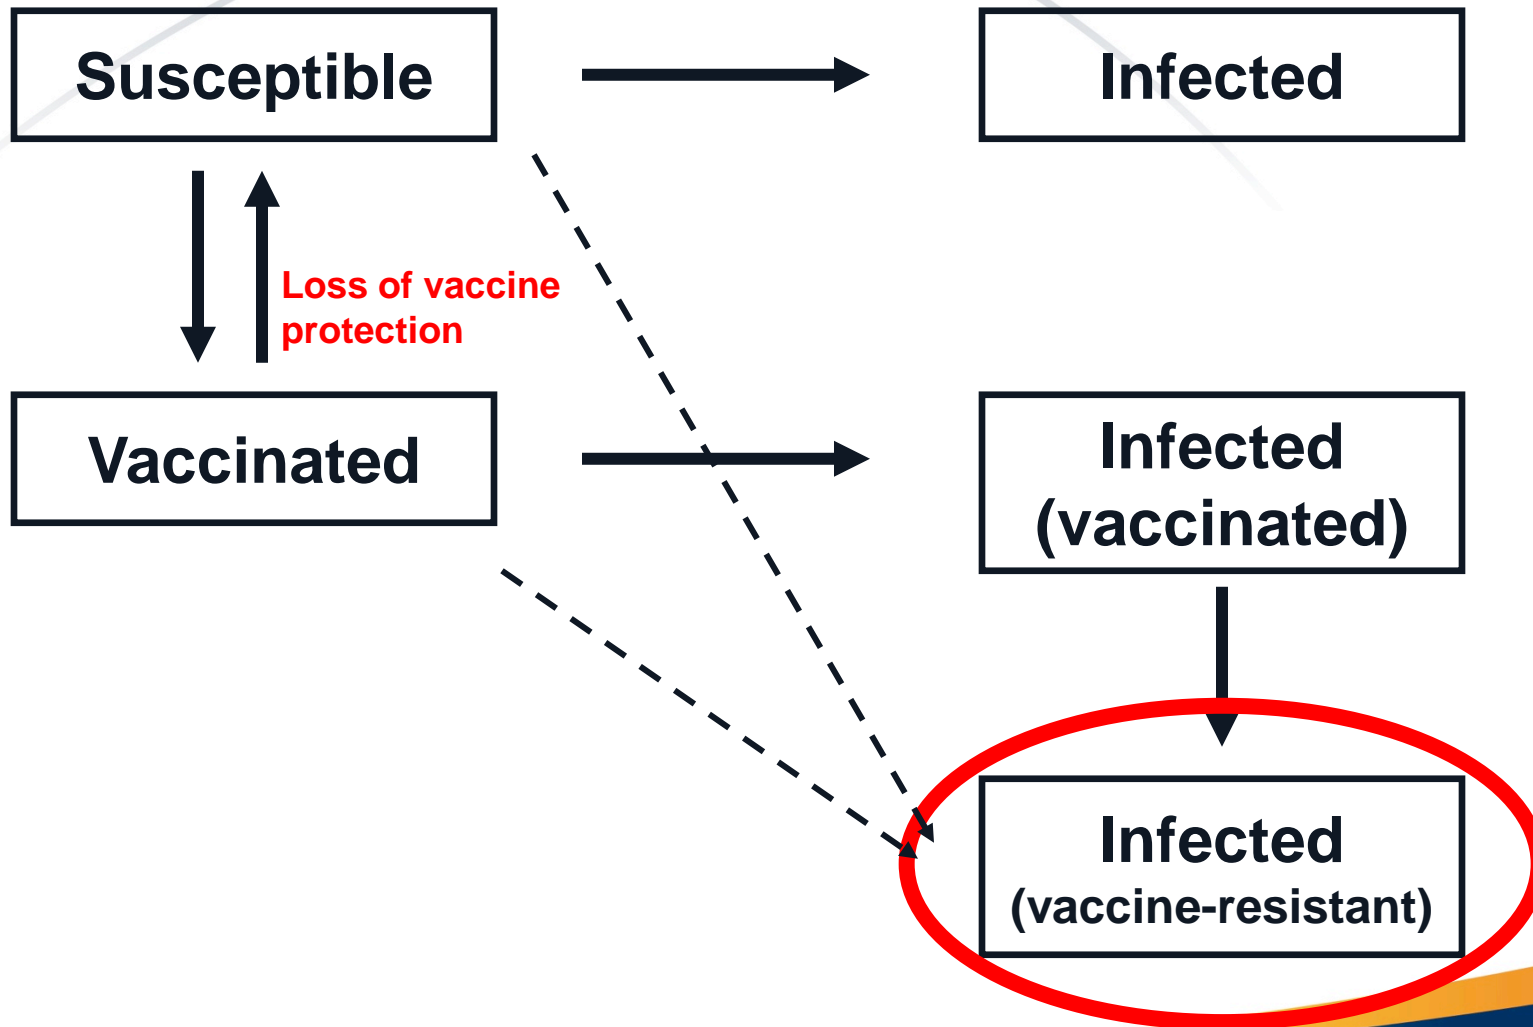 Susceptible
Infected
Loss of vaccine
protection
Vaccinated
Infected
(vaccinated)
Infected
(vaccine-resistant)